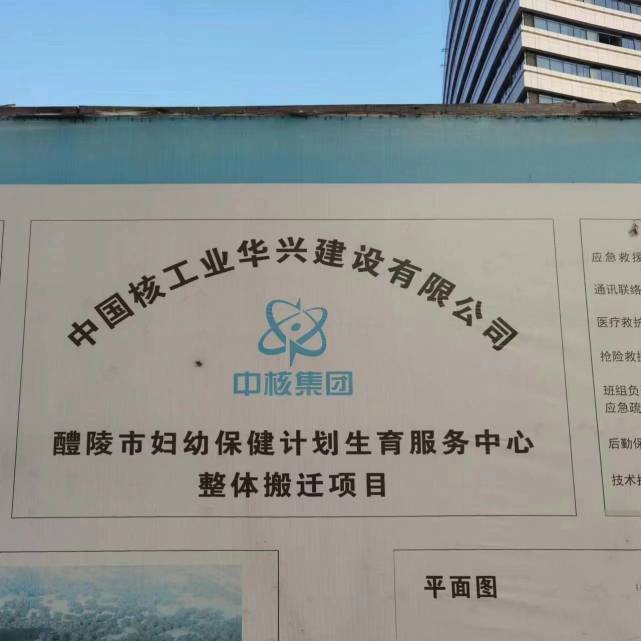 中国核工业华兴建设有限公司
中核集团
醴陵市妇幼保健计划生育服务中心
整体搬迁项目
应急救援
通讯联络
医疗救护
抢险救援
班组负
应急疏
后勤保
技术
平面图